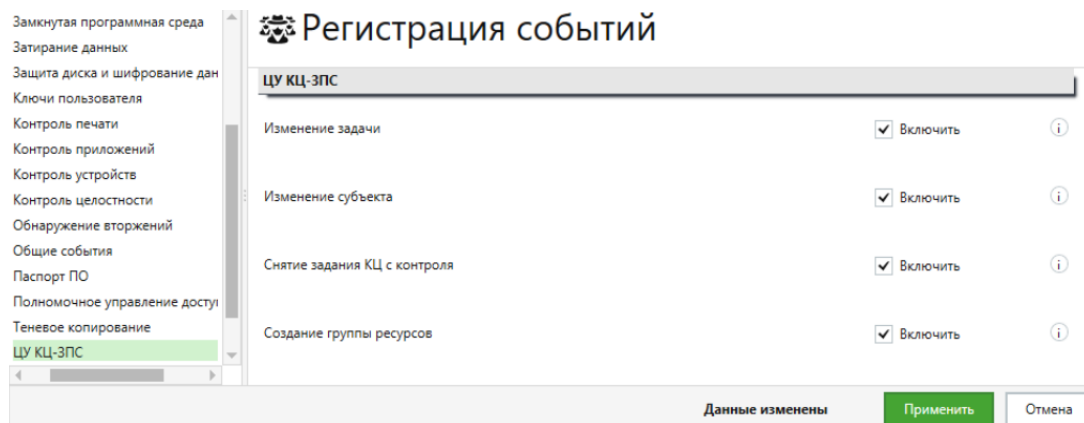 Замкнутая программная среда
Затирание данных
Защита диска и шифрование дан
Ключи пользователя
Контроль печати
Контроль приложений
Контроль устройств
Контроль целостности
Обнаружение вторжений
Общие события
Паспорт ПО
Полномочное управление доступ
Теневое копирование
ЦУ КЦ-ЗПС
Регистрация событий
ЦУ КЦ-ЗПС
Изменение задачи Включить
Изменение субъекта Включить
Снятие задания КЦ с контроля Включить
Создание группы ресурсов Включить
Данные изменены Применить Отмена